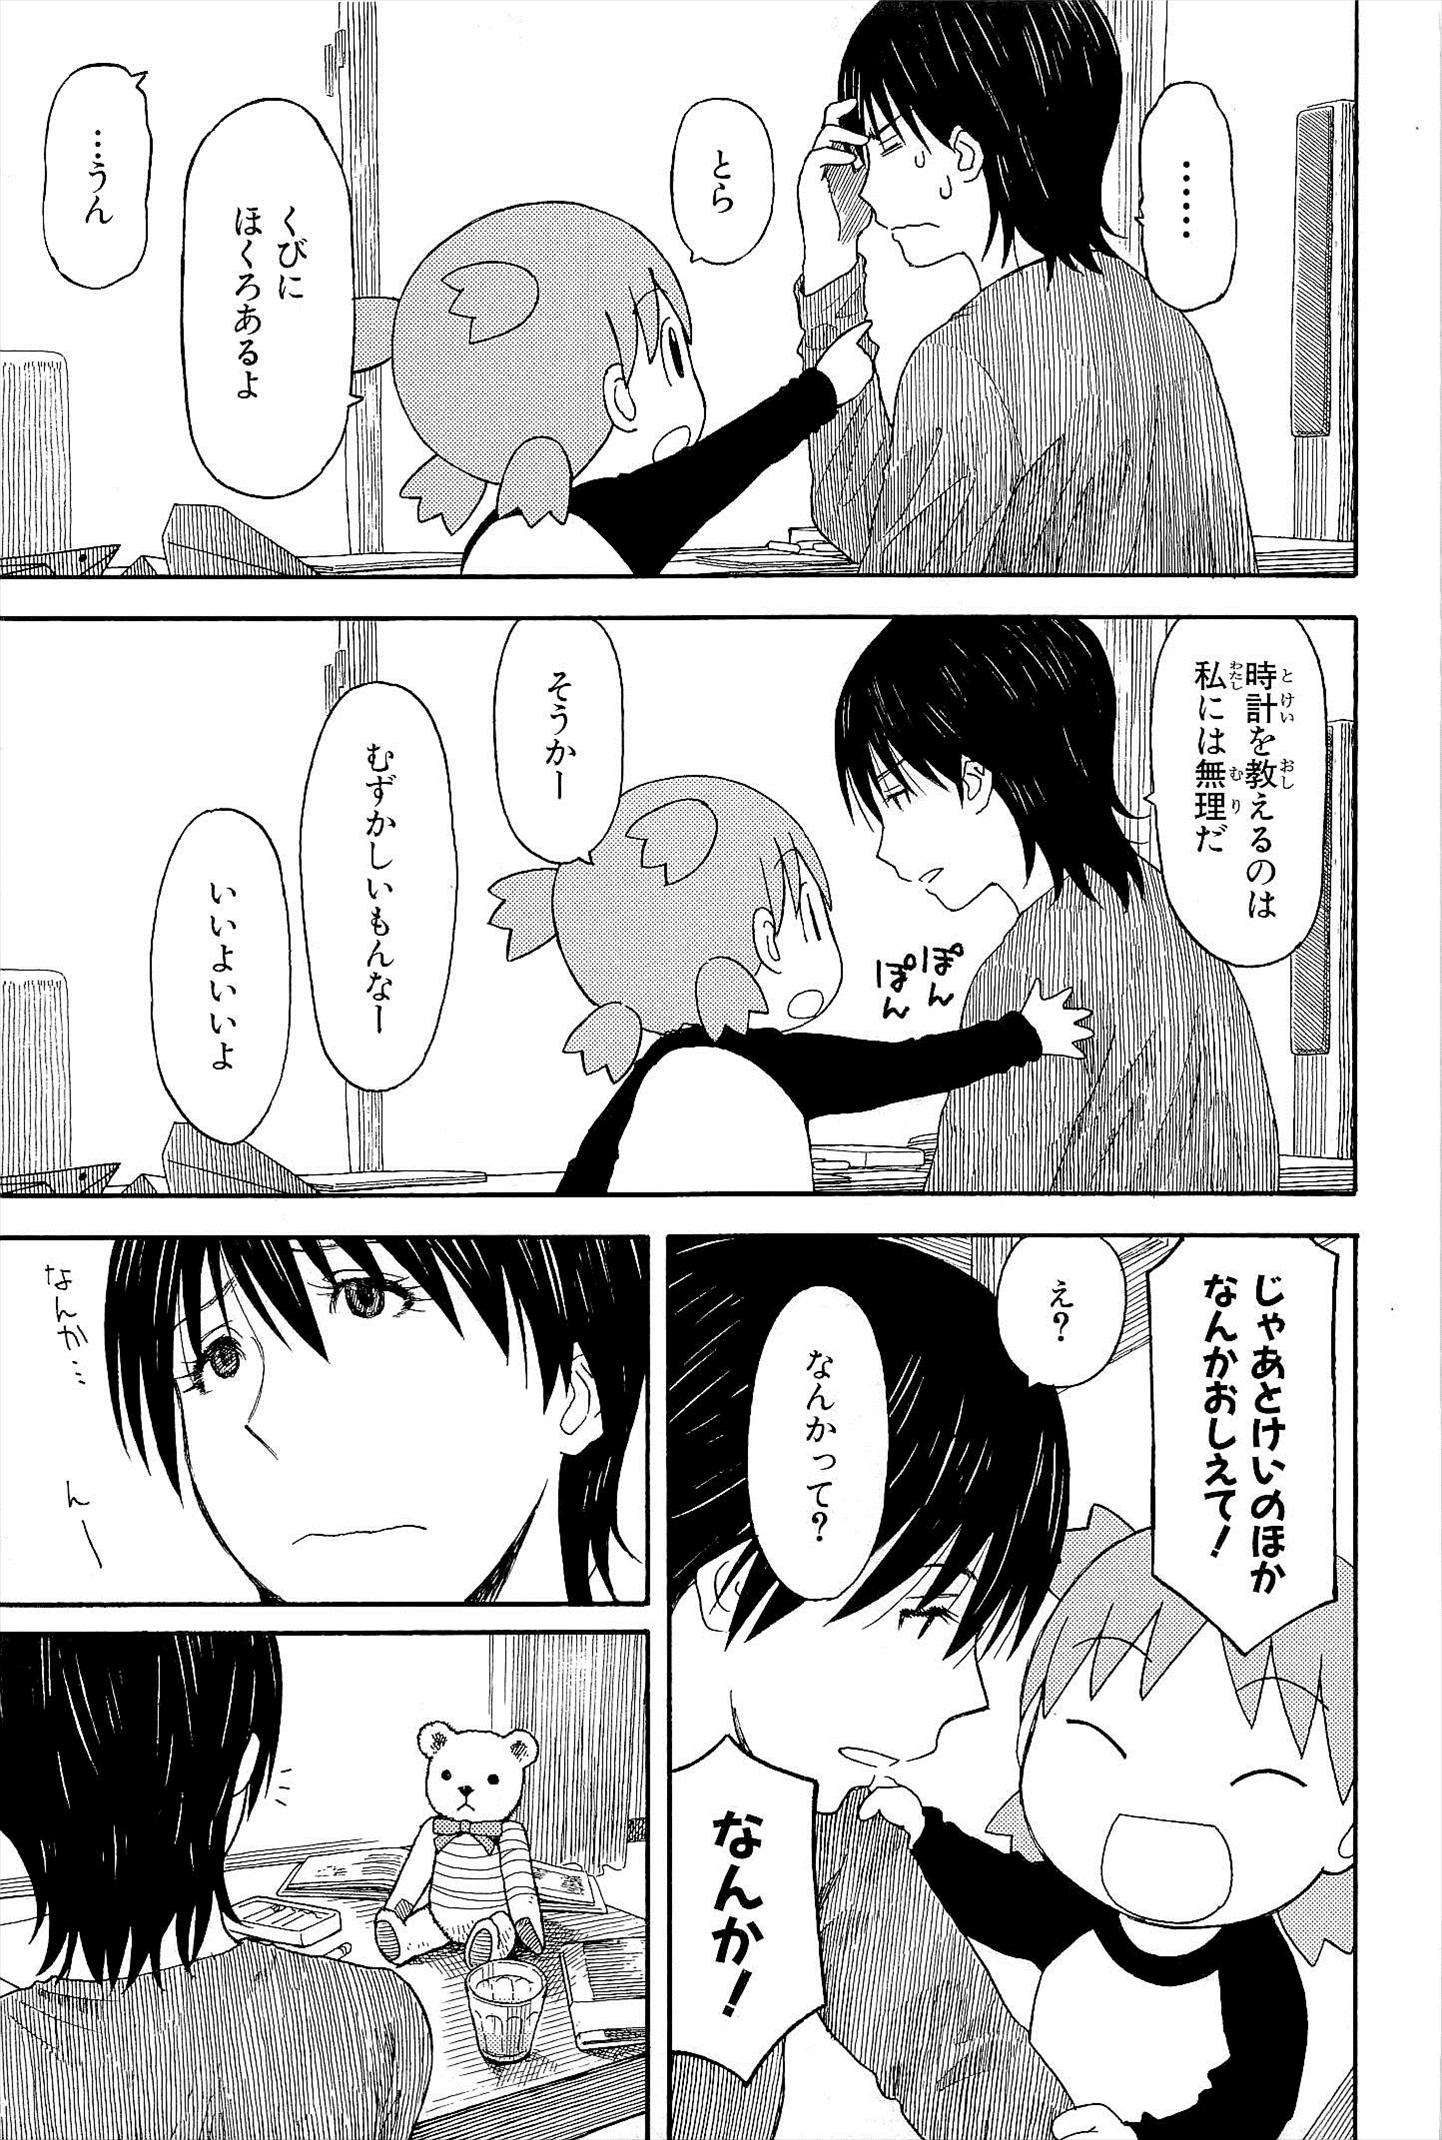 ………
とら
くびに
ほくろあるよ
…うん
時計を教えるのは
私には無理だ
そうかー
むずかしいもんなー
いいよいいよ
ぽん
ぽん
じゃあとけいのほか
なんかおしえて！
え？
なんかって？
なんか！
なんか…
んー